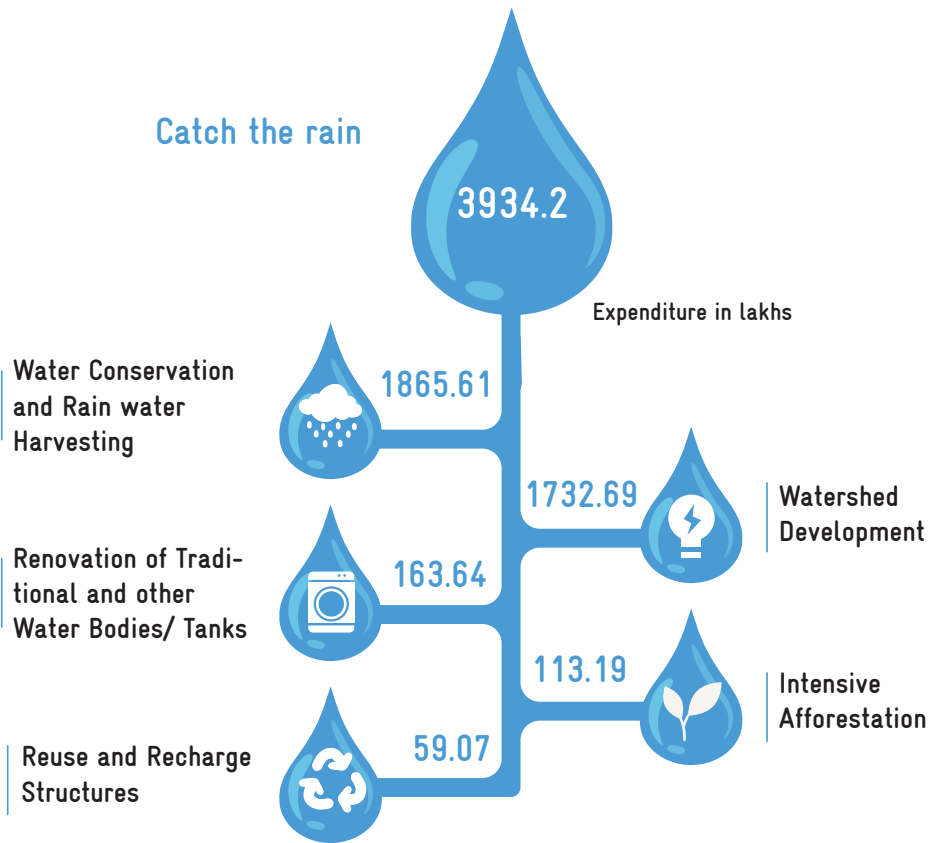 Catch the rain
3934.2
Expenditure in lakhs
Water Conservation
and Rain water
Harvesting
1865.61
1732.69
Watershed
Development
Renovation of Tradi-
tional and other
Water Bodies/ Tanks
163.64
113.19
Intensive
Afforestation
Reuse and Recharge
Structures
59.07